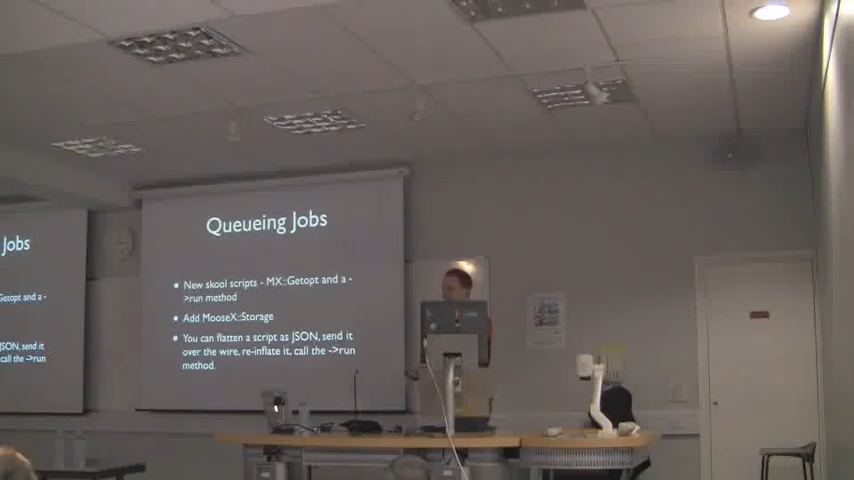 Jobs
Getopt and a -
JSON, send it
call the ->run
Queueing Jobs
New skool scripts - MX::Getopt and a -
>run method
Add MooseX::Storage
You can flatten a script as JSON, send it
over the wire, re-inflate it, call the ->run
method.